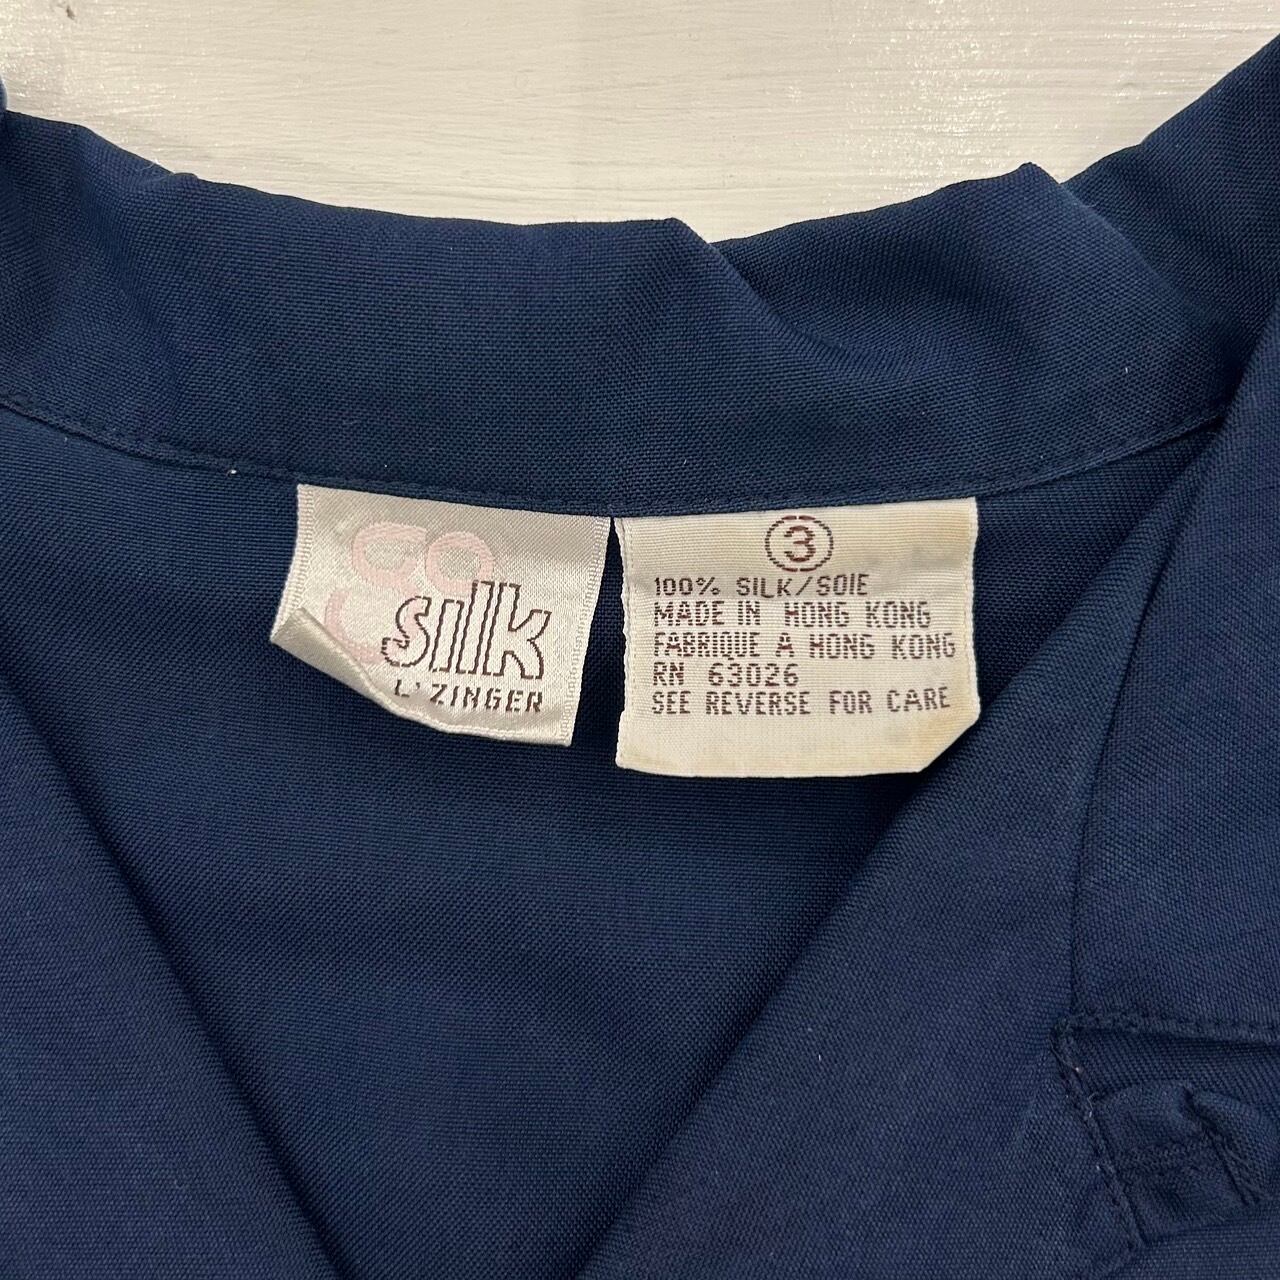 go
silk
L'ZINGER
3
100% SILK/SOIE
MADE IN HONG KONG
FABRIQUE A HONG KONG
RN 63026
SEE REVERSE FOR CARE